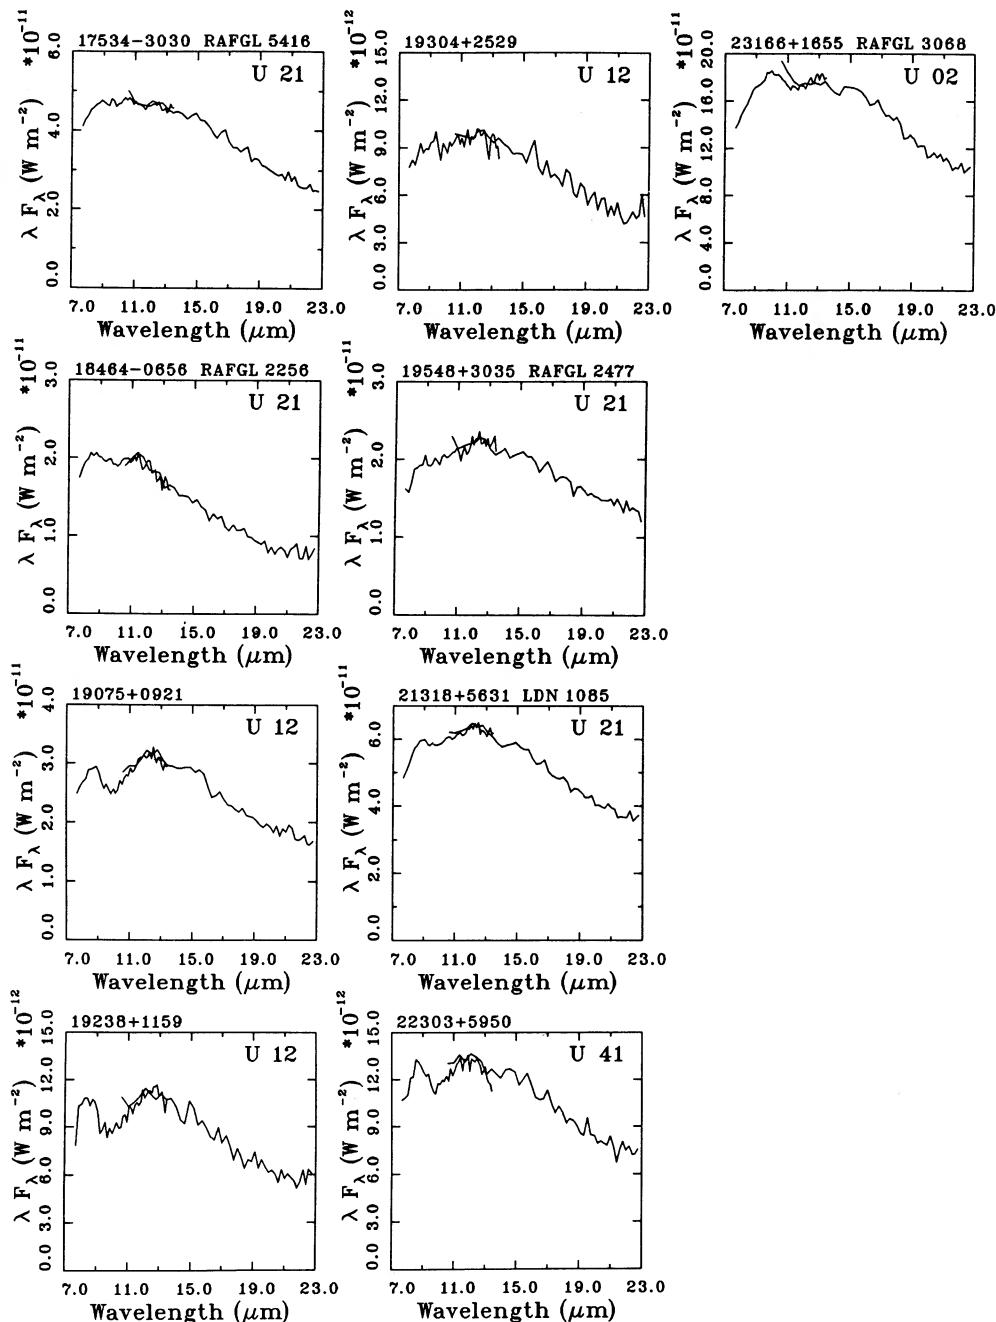 17534−3030 RAFGL 5416
U 21
λ F_λ (W m⁻²) *10⁻¹¹
0.0 2.0 4.0 6.0
7.0 11.0 15.0 19.0 23.0
Wavelength (μm)
19304+2529
U 12
λ F_λ (W m⁻²) *10⁻¹²
0.0 3.0 6.0 9.0 12.0 15.0
7.0 11.0 15.0 19.0 23.0
Wavelength (μm)
23166+1655 RAFGL 3068
U 02
λ F_λ (W m⁻²) *10⁻¹¹
0.0 4.0 8.0 12.0 16.0 20.0
7.0 11.0 15.0 19.0 23.0
Wavelength (μm)
18464−0656 RAFGL 2256
U 21
λ F_λ (W m⁻²) *10⁻¹¹
0.0 1.0 2.0 3.0
7.0 11.0 15.0 19.0 23.0
Wavelength (μm)
19548+3035 RAFGL 2477
U 21
λ F_λ (W m⁻²) *10⁻¹¹
0.0 1.0 2.0 3.0
7.0 11.0 15.0 19.0 23.0
Wavelength (μm)
19075+0921
U 12
λ F_λ (W m⁻²) *10⁻¹¹
0.0 1.0 2.0 3.0 4.0
7.0 11.0 15.0 19.0 23.0
Wavelength (μm)
21318+5631 LDN 1085
U 21
λ F_λ (W m⁻²) *10⁻¹¹
0.0 2.0 4.0 6.0
7.0 11.0 15.0 19.0 23.0
Wavelength (μm)
19238+1159
U 12
λ F_λ (W m⁻²) *10⁻¹²
0.0 3.0 6.0 9.0 12.0 15.0
7.0 11.0 15.0 19.0 23.0
Wavelength (μm)
22303+5950
U 41
λ F_λ (W m⁻²) *10⁻¹²
0.0 3.0 6.0 9.0 12.0 15.0
7.0 11.0 15.0 19.0 23.0
Wavelength (μm)